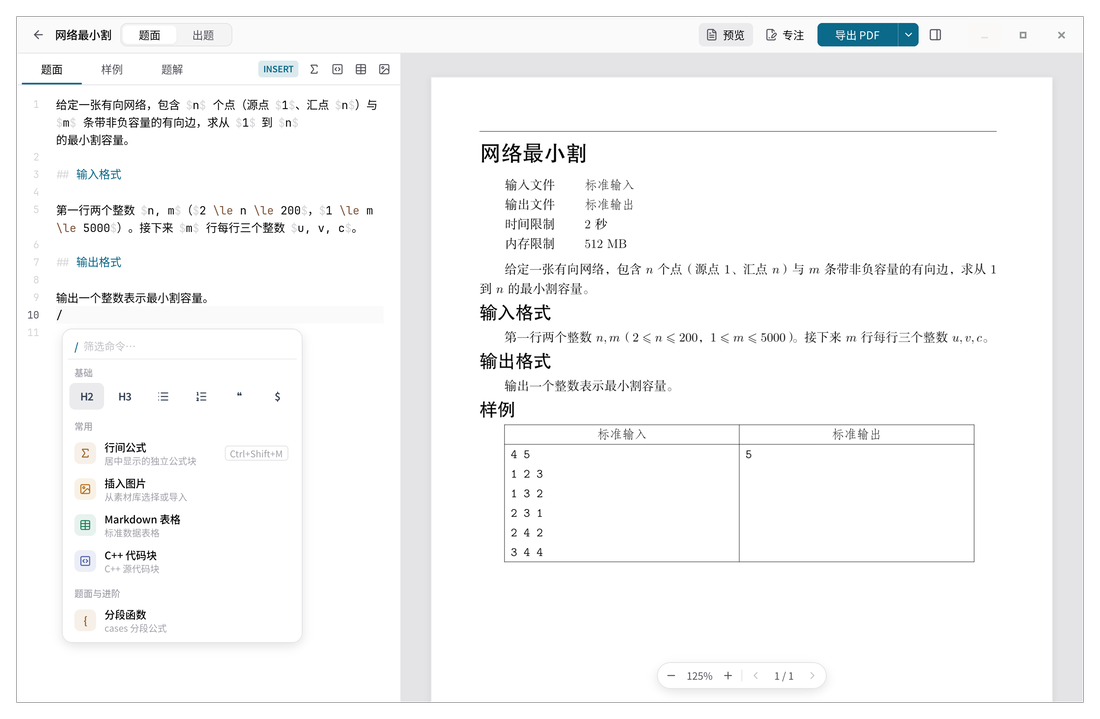 网络最小割 题面 出题 预览 专注 导出 PDF
题面 样例 题解 INSERT
1 给定一张有向网络，包含 $n$ 个点（源点 $1$、汇点 $n$）与
$m$ 条带非负容量的有向边，求从 $1$ 到 $n$
的最小割容量。
2
3 ## 输入格式
4
5 第一行两个整数 $n, m$（$2 \le n \le 200$，$1 \le m
\le 5000$）。接下来 $m$ 行每行三个整数 $u, v, c$。
6
7 ## 输出格式
8
9 输出一个整数表示最小割容量。
10 /
11
/ 筛选命令…
基础
H2 H3 ❝ $
常用
Σ 行间公式 Ctrl+Shift+M
居中显示的独立公式块
插入图片
从素材库选择或导入
Markdown 表格
标准数据表格
C++ 代码块
C++ 源代码块
题面与进阶
{ 分段函数
cases 分段公式
网络最小割
输入文件 标准输入
输出文件 标准输出
时间限制 2 秒
内存限制 512 MB
给定一张有向网络，包含 n 个点（源点 1、汇点 n）与 m 条带非负容量的有向边，求从 1
到 n 的最小割容量。
输入格式
第一行两个整数 n, m（2 ⩽ n ⩽ 200，1 ⩽ m ⩽ 5000）。接下来 m 行每行三个整数 u, v, c。
输出格式
输出一个整数表示最小割容量。
样例
标准输入 标准输出
4 5 5
1 2 3
1 3 2
2 3 1
2 4 2
3 4 4
125% 1 / 1